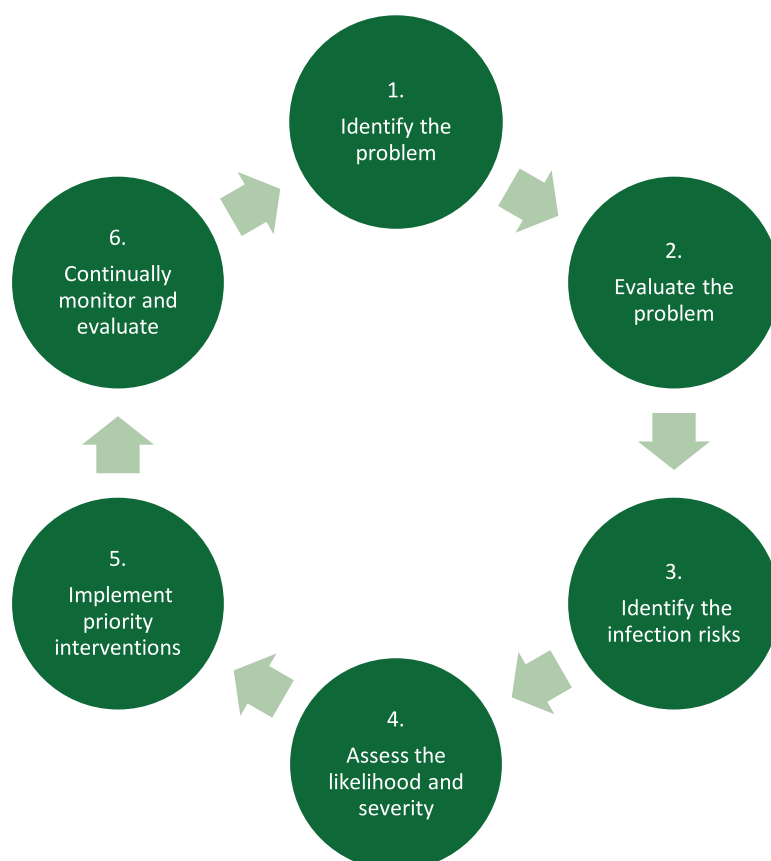 1.
Identify the
problem
2.
Evaluate the
problem
3.
Identify the
infection risks
4.
Assess the
likelihood and
severity
5.
Implement
priority
interventions
6.
Continually
monitor and
evaluate